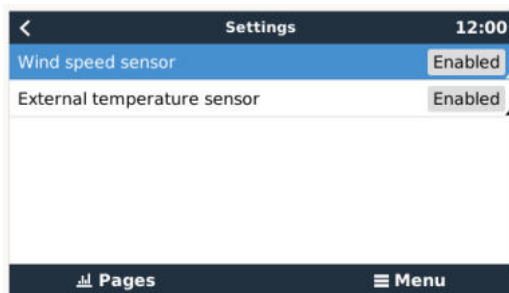 Settings 12:00
Wind speed sensor Enabled
External temperature sensor Enabled
Pages Menu